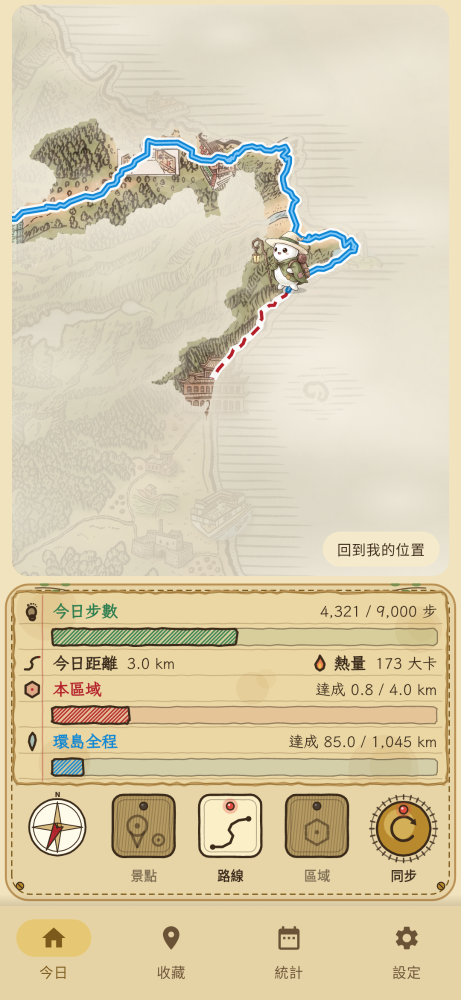 回到我的位置
今日步數 4,321 / 9,000 步
今日距離 3.0 km 熱量 173 大卡
本區域 達成 0.8 / 4.0 km
環島全程 達成 85.0 / 1,045 km
N
景點 路線 區域 同步
今日 收藏 統計 設定